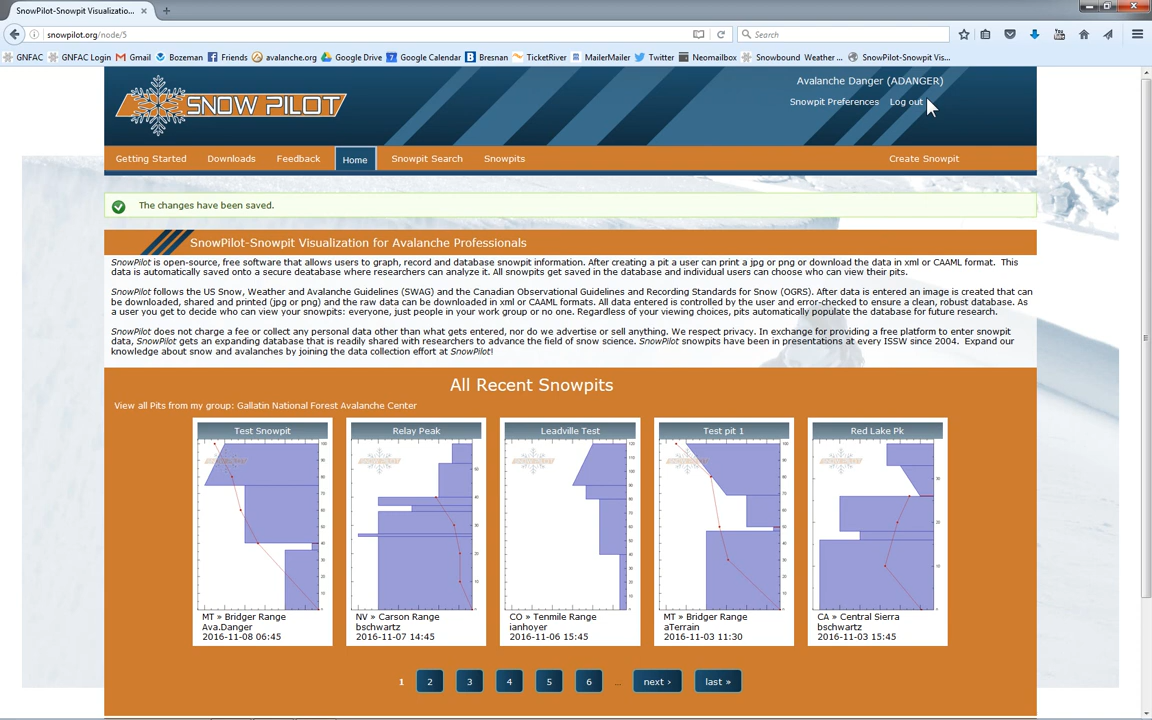 SnowPilot-Snowpit Visualizatio...
snowpilot.org/node/5
Search
GNFAC GNFAC Login Gmail Bozeman Friends avalanche.org Google Drive Google Calendar Bresnan TicketRiver MailerMailer Twitter Neomailbox Snowbound Weather ... SnowPilot-Snowpit Vis...
SNOW PILOT
Avalanche Danger (ADANGER)
Snowpit Preferences Log out
Getting Started Downloads Feedback Home Snowpit Search Snowpits Create Snowpit
The changes have been saved.
SnowPilot-Snowpit Visualization for Avalanche Professionals
SnowPilot is open-source, free software that allows users to graph, record and database snowpit information. After creating a pit a user can print a jpg or png or download the data in xml or CAAML format. This
data is automatically saved onto a secure deatabase where researchers can analyze it. All snowpits get saved in the database and individual users can choose who can view their pits.
SnowPilot follows the US Snow, Weather and Avalanche Guidelines (SWAG) and the Canadian Observational Guidelines and Recording Standards for Snow (OGRS). After data is entered an image is created that can
be downloaded, shared and printed (jpg or png) and the raw data can be downloaded in xml or CAAML formats. All data entered is controlled by the user and error-checked to ensure a clean, robust database. As
a user you get to decide who can view your snowpits: everyone, just people in your work group or no one. Regardless of your viewing choices, pits automatically populate the database for future research.
SnowPilot does not charge a fee or collect any personal data other than what gets entered, nor do we advertise or sell anything. We respect privacy. In exchange for providing a free platform to enter snowpit
data, SnowPilot gets an expanding database that is readily shared with researchers to advance the field of snow science. SnowPilot snowpits have been in presentations at every ISSW since 2004. Expand our
knowledge about snow and avalanches by joining the data collection effort at SnowPilot!
All Recent Snowpits
View all Pits from my group: Gallatin National Forest Avalanche Center
Test Snowpit Relay Peak Leadville Test Test pit 1 Red Lake Pk
MT » Bridger Range NV » Carson Range CO » Tenmile Range MT » Bridger Range CA » Central Sierra
Ava.Danger bschwartz ianhoyer aTerrain bschwartz
2016-11-08 06:45 2016-11-07 14:45 2016-11-06 15:45 2016-11-03 11:30 2016-11-03 15:45
1 2 3 4 5 6 ... next › last »